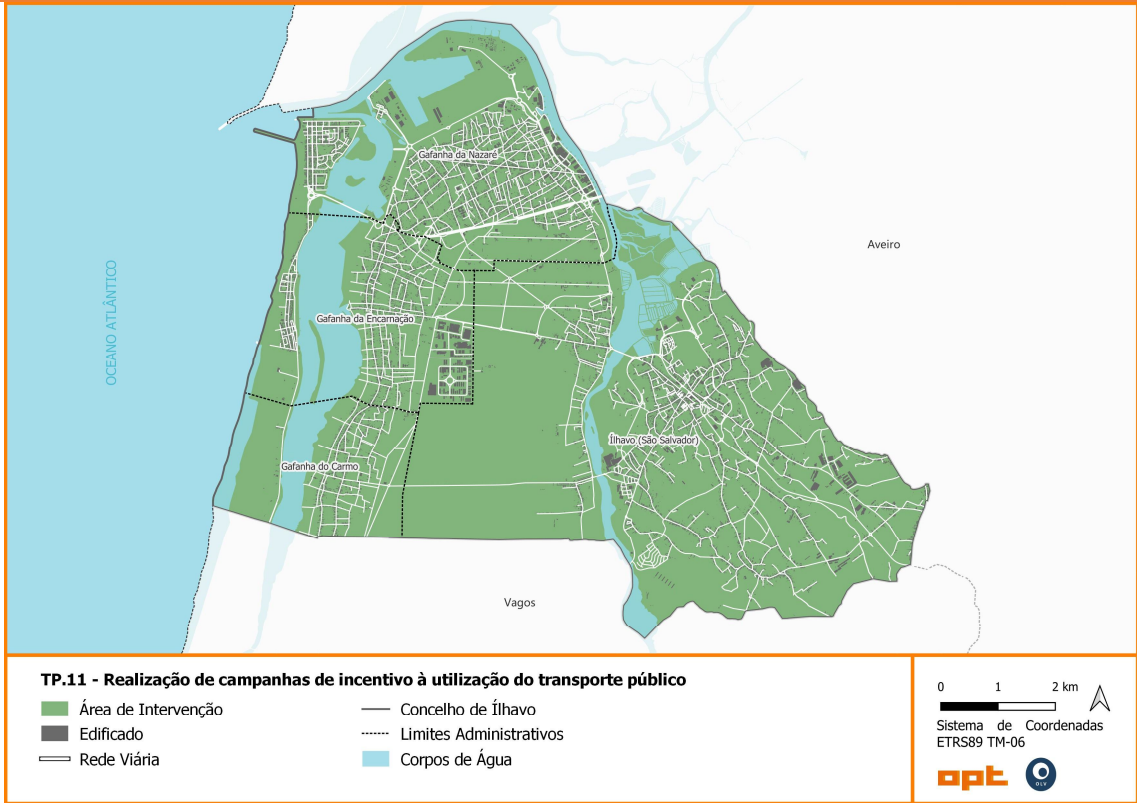 Gafanha da Nazaré
Aveiro
OCEANO ATLÂNTICO
Gafanha da Encarnação
Ílhavo (São Salvador)
Gafanha do Carmo
Vagos
TP.11 - Realização de campanhas de incentivo à utilização do transporte público
Área de Intervenção
Edificado
Rede Viária
Concelho de Ílhavo
Limites Administrativos
Corpos de Água
0 1 2 km
Sistema de Coordenadas
ETRS89 TM-06
opt
OLV